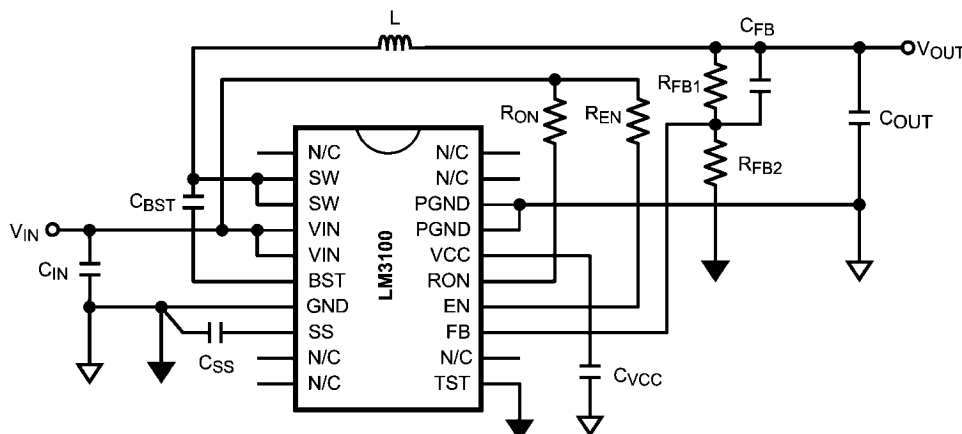 L
CFB
VOUT
RFB1
RON
REN
COUT
N/C
N/C
SW
N/C
RFB2
CBST
SW
PGND
VIN
VIN
PGND
VIN
VCC
CIN
BST
LM3100
RON
GND
EN
SS
FB
CSS
N/C
N/C
CVCC
N/C
TST